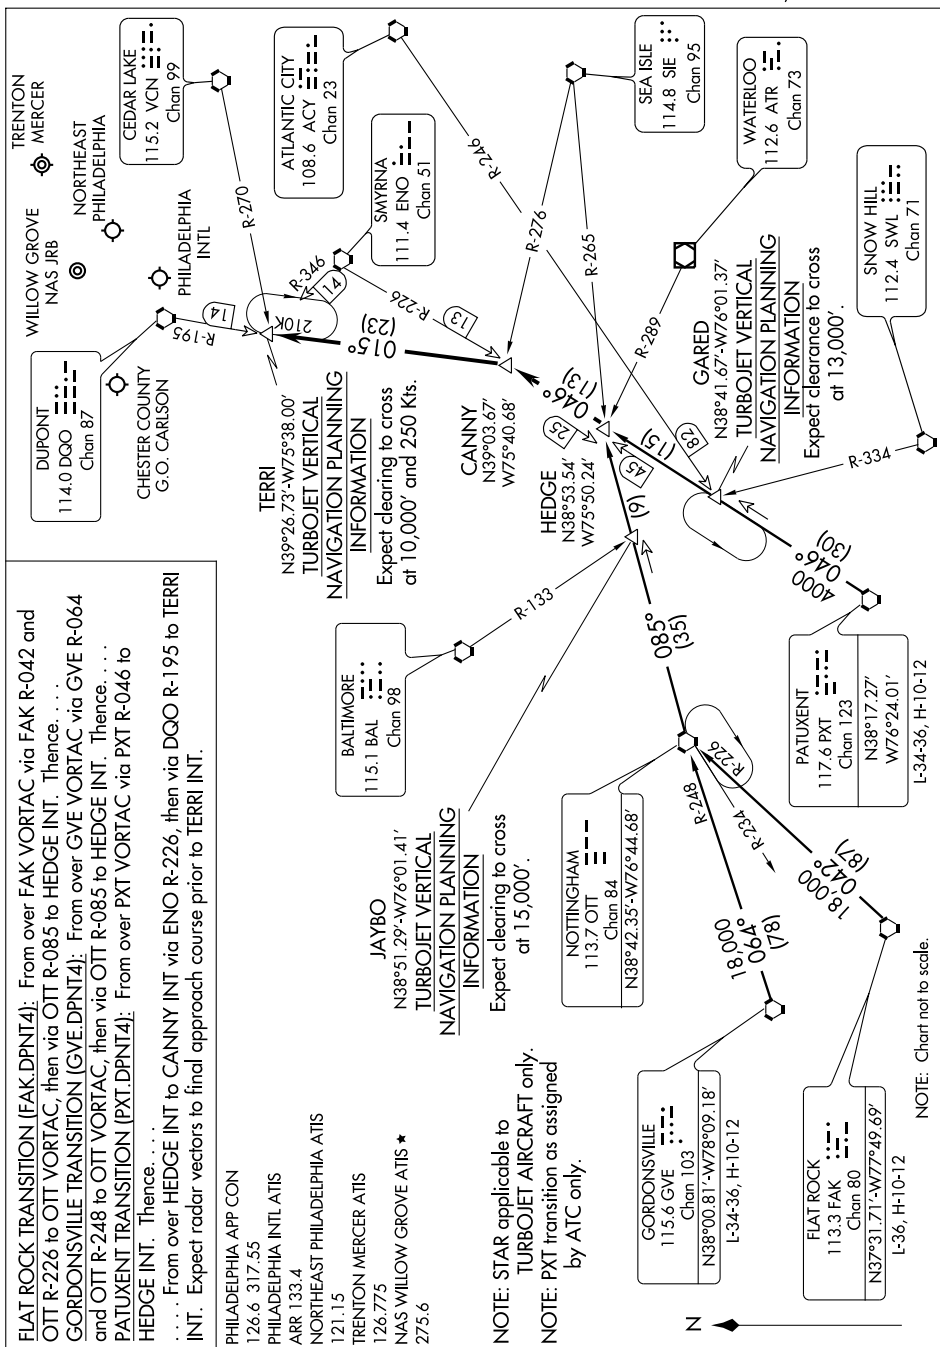 FLAT ROCK TRANSITION (FAK.DPNT4): From over FAK VORTAC via FAK R-042 and
OTT R-226 to OTT VORTAC, then via OTT R-085 to HEDGE INT. Thence. . . .
GORDONSVILLE TRANSITION (GVE.DPNT4): From over GVE VORTAC via GVE R-064
and OTT R-248 to OTT VORTAC, then via OTT R-085 to HEDGE INT. Thence. . . .
PATUXENT TRANSITION (PXT.DPNT4): From over PXT VORTAC via PXT R-046 to
HEDGE INT. Thence. . . .
. . . . From over HEDGE INT to CANNY INT via ENO R-226, then via DQO R-195 to TERRI
INT. Expect radar vectors to final approach course prior to TERRI INT.
PHILADELPHIA APP CON
126.6 317.55
PHILADELPHIA INTL ATIS
ARR 133.4
NORTHEAST PHILADELPHIA ATIS
121.15
TRENTON MERCER ATIS
126.775
NAS WILLOW GROVE ATIS ★
275.6
NOTE: STAR applicable to
TURBOJET AIRCRAFT only.
NOTE: PXT transition as assigned
by ATC only.
N
DUPONT
114.0 DQO
Chan 87
CHESTER COUNTY
G.O. CARLSON
WILLOW GROVE
NAS JRB
TRENTON
MERCER
NORTHEAST
PHILADELPHIA
PHILADELPHIA
INTL
CEDAR LAKE
115.2 VCN
Chan 99
ATLANTIC CITY
108.6 ACY
Chan 23
SMYRNA
111.4 ENO
Chan 51
SEA ISLE
114.8 SIE
Chan 95
WATERLOO
112.6 ATR
Chan 73
SNOW HILL
112.4 SWL
Chan 71
R-195
14
R-270
R-346
14
210K
R-226
13
R-246
R-276
R-265
R-289
R-334
015°
(23)
TERRI
N39°26.73'-W75°38.00'
TURBOJET VERTICAL
NAVIGATION PLANNING
INFORMATION
Expect clearing to cross
at 10,000' and 250 Kts.
CANNY
N39°03.67'
W75°40.68'
046°
(13)
25
HEDGE
N38°53.54'
W75°50.24'
45
(15)
82
(9)
GARED
N38°41.67'-W76°01.37'
TURBOJET VERTICAL
NAVIGATION PLANNING
INFORMATION
Expect clearance to cross
at 13,000'.
4000
046°
(30)
BALTIMORE
115.1 BAL
Chan 98
R-133
085°
(35)
JAYBO
N38°51.29'-W76°01.41'
TURBOJET VERTICAL
NAVIGATION PLANNING
INFORMATION
Expect clearing to cross
at 15,000'.
PATUXENT
117.6 PXT
Chan 123
N38°17.27'
W76°24.01'
L-34-36, H-10-12
NOTTINGHAM
113.7 OTT
Chan 84
N38°42.35'-W76°44.68'
R-226
R-248
R-234
18,000
064°
(78)
18,000
042°
(87)
GORDONSVILLE
115.6 GVE
Chan 103
N38°00.81'-W78°09.18'
L-34-36, H-10-12
FLAT ROCK
113.3 FAK
Chan 80
N37°31.71'-W77°49.69'
L-36, H-10-12
NOTE: Chart not to scale.